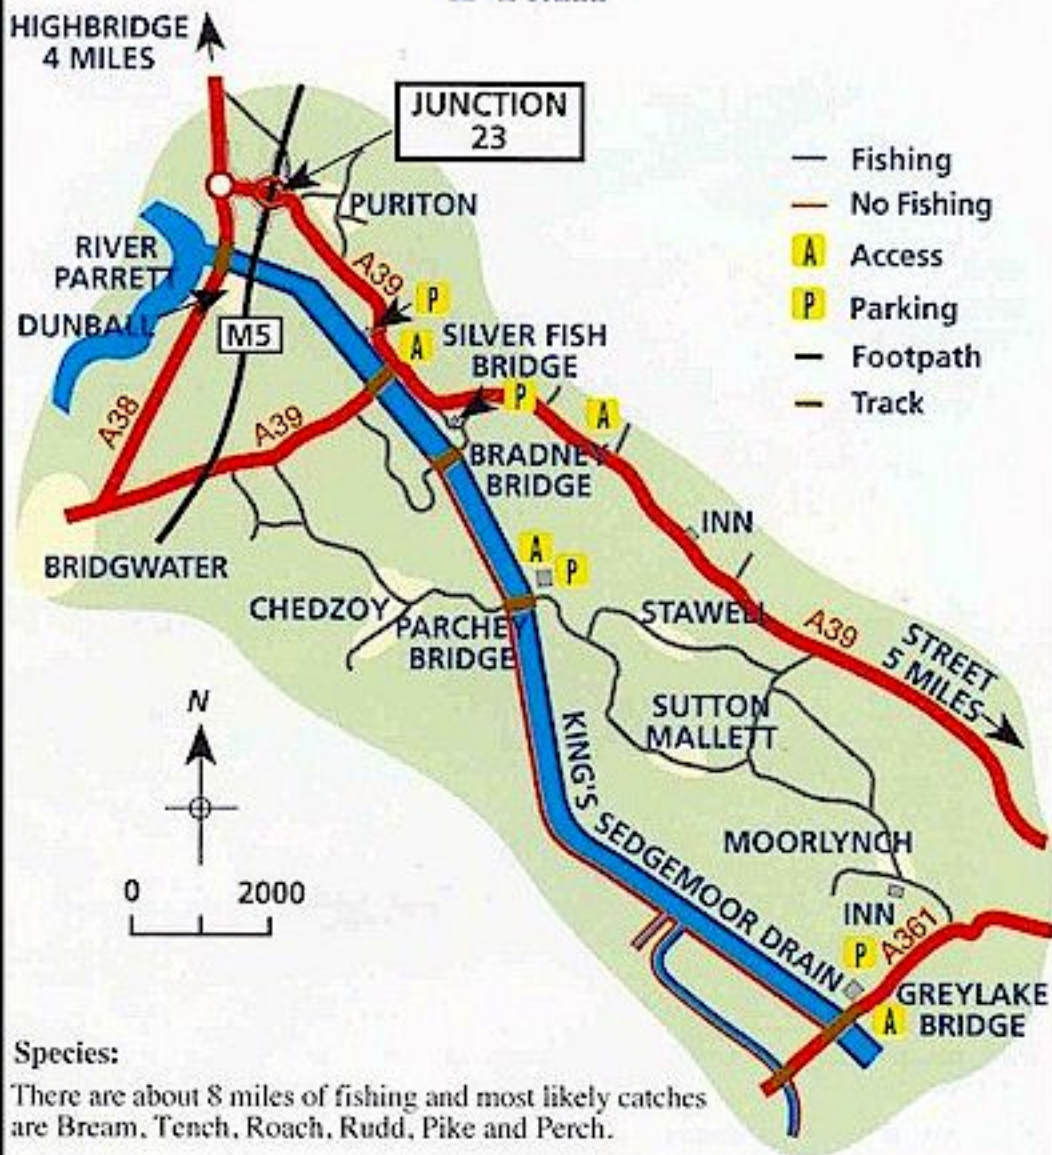 HIGHBRIDGE
4 MILES
JUNCTION
23
PURITON
RIVER
PARRETT
DUNBALL
M5
A38
A39
A39
P
A
SILVER FISH
BRIDGE
P
A
BRADNEY
BRIDGE
INN
BRIDGWATER
A
P
CHEDZOY
PARCHEY
BRIDGE
STAWELL
A39
STREET
5 MILES
SUTTON
MALLETT
KING'S SEDGEMOOR DRAIN
MOORLYNCH
INN
P
A361
A
GREYLAKE
BRIDGE
Fishing
No Fishing
A Access
P Parking
Footpath
Track
N
0 2000
Species:
There are about 8 miles of fishing and most likely catches
are Bream, Tench, Roach, Rudd, Pike and Perch.